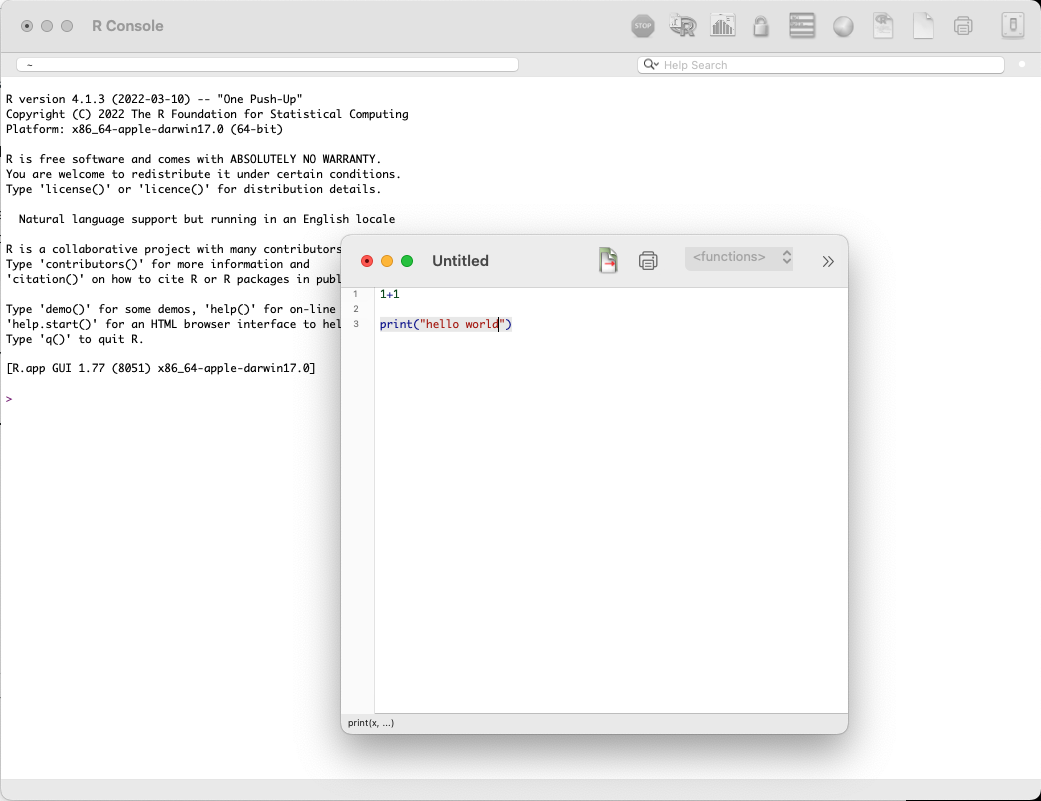 R Console
STOP
~
Help Search
R version 4.1.3 (2022-03-10) -- "One Push-Up"
Copyright (C) 2022 The R Foundation for Statistical Computing
Platform: x86_64-apple-darwin17.0 (64-bit)
R is free software and comes with ABSOLUTELY NO WARRANTY.
You are welcome to redistribute it under certain conditions.
Type 'license()' or 'licence()' for distribution details.
Natural language support but running in an English locale
R is a collaborative project with many contributors
Type 'contributors()' for more information and
'citation()' on how to cite R or R packages in publ
Type 'demo()' for some demos, 'help()' for on-line
'help.start()' for an HTML browser interface to hel
Type 'q()' to quit R.
[R.app GUI 1.77 (8051) x86_64-apple-darwin17.0]
>
Untitled
<functions>
1 1+1
2
3 print("hello world")
print(x, ...)